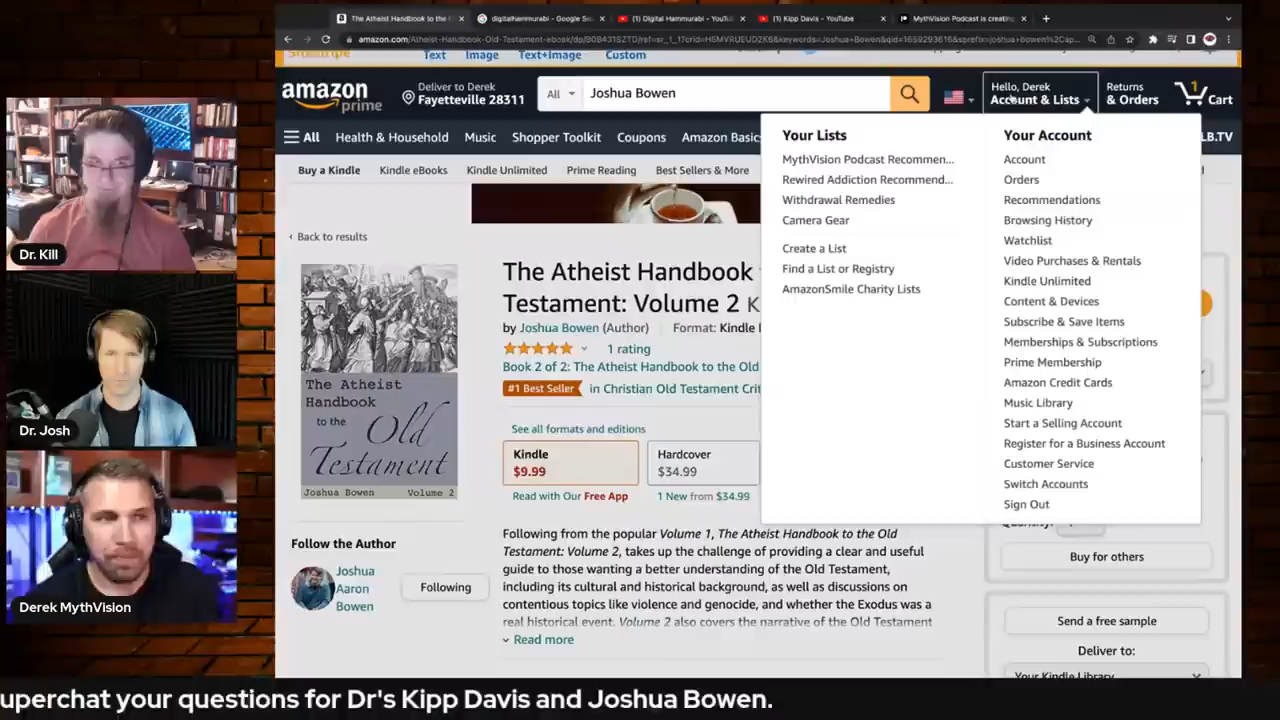 The Atheist Handbook to the
digitalhammurabi - Google Se
(1) Digital Hammurabi - YouTu
(1) Kipp Davis - YouTube
MythVision Podcast is creating
Text Image Text+Image Custom
amazon prime
Deliver to Derek
Fayetteville 28311
All
Joshua Bowen
Hello, Derek
Account & Lists
Returns
& Orders
1
Cart
All Health & Household Music Shopper Toolkit Coupons Amazon Basic
LB.TV
Buy a Kindle Kindle eBooks Kindle Unlimited Prime Reading Best Sellers & More
‹ Back to results
Your Lists
MythVision Podcast Recommen...
Rewired Addiction Recommend...
Withdrawal Remedies
Camera Gear
Create a List
Find a List or Registry
AmazonSmile Charity Lists
Your Account
Account
Orders
Recommendations
Browsing History
Watchlist
Video Purchases & Rentals
Kindle Unlimited
Content & Devices
Subscribe & Save Items
Memberships & Subscriptions
Prime Membership
Amazon Credit Cards
Music Library
Start a Selling Account
Register for a Business Account
Customer Service
Switch Accounts
Sign Out
The Atheist Handbook
to the
Old
Testament
Joshua Bowen Volume 2
The Atheist Handbook
Testament: Volume 2 K
by Joshua Bowen (Author) Format: Kindle
1 rating
Book 2 of 2: The Atheist Handbook to the Old
#1 Best Seller in Christian Old Testament Crit
See all formats and editions
Kindle
$9.99
Hardcover
$34.99
Read with Our Free App
1 New from $34.99
Following from the popular Volume 1, The Atheist Handbook to the Old
Testament: Volume 2, takes up the challenge of providing a clear and useful
guide to those wanting a better understanding of the Old Testament,
including its cultural and historical background, as well as discussions on
contentious topics like violence and genocide, and whether the Exodus was a
real historical event. Volume 2 also covers the narrative of the Old Testament
Read more
Follow the Author
Joshua
Aaron
Bowen
Following
Buy for others
Send a free sample
Deliver to:
Your Kindle Library
Dr. Kill
Dr. Josh
Derek MythVision
uperchat your questions for Dr's Kipp Davis and Joshua Bowen.